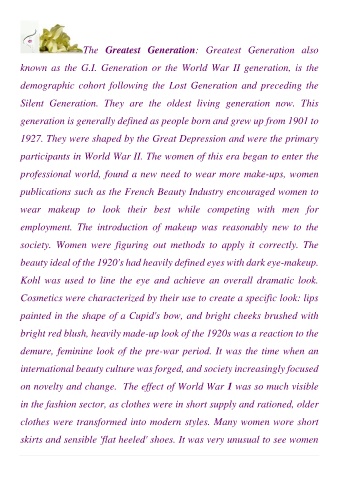 The Greatest Generation: Greatest Generation also
known as the G.I. Generation or the World War II generation, is the
demographic cohort following the Lost Generation and preceding the
Silent Generation. They are the oldest living generation now. This
generation is generally defined as people born and grew up from 1901 to
1927. They were shaped by the Great Depression and were the primary
participants in World War II. The women of this era began to enter the
professional world, found a new need to wear more make-ups, women
publications such as the French Beauty Industry encouraged women to
wear makeup to look their best while competing with men for
employment. The introduction of makeup was reasonably new to the
society. Women were figuring out methods to apply it correctly. The
beauty ideal of the 1920's had heavily defined eyes with dark eye-makeup.
Kohl was used to line the eye and achieve an overall dramatic look.
Cosmetics were characterized by their use to create a specific look: lips
painted in the shape of a Cupid's bow, and bright cheeks brushed with
bright red blush, heavily made-up look of the 1920s was a reaction to the
demure, feminine look of the pre-war period. It was the time when an
international beauty culture was forged, and society increasingly focused
on novelty and change. The effect of World War I was so much visible
in the fashion sector, as clothes were in short supply and rationed, older
clothes were transformed into modern styles. Many women wore short
skirts and sensible 'flat heeled' shoes. It was very unusual to see women